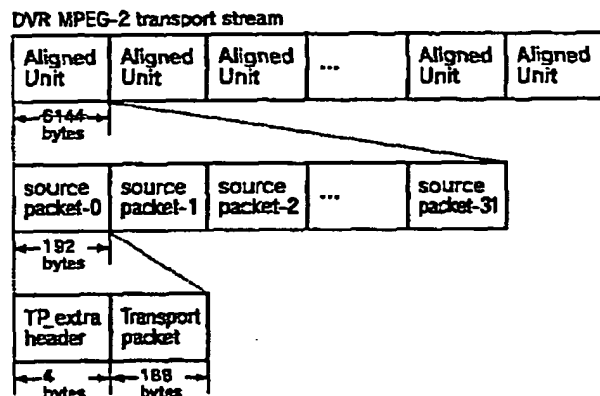 DVR MPEG-2 transport stream
Aligned Unit Aligned Unit Aligned Unit ... Aligned Unit Aligned Unit
6144 bytes
source packet-0 source packet-1 source packet-2 ... source packet-31
192 bytes
TP_extra header Transport packet
4 bytes 188 bytes